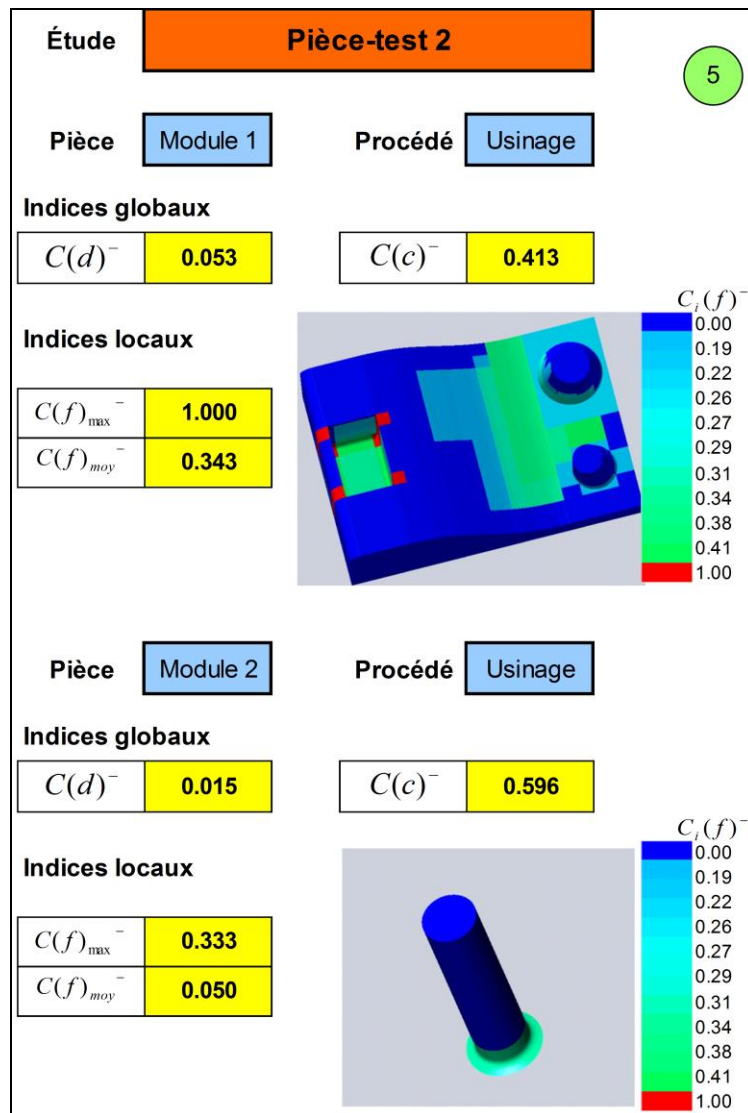 Étude Pièce-test 2
5
Pièce Module 1 Procédé Usinage
Indices globaux
C(d)⁻ 0.053 C(c)⁻ 0.413
Indices locaux
C(f)max⁻ 1.000
C(f)moy⁻ 0.343
Cᵢ(f)⁻
0.00
0.19
0.22
0.26
0.27
0.29
0.31
0.34
0.38
0.41
1.00
Pièce Module 2 Procédé Usinage
Indices globaux
C(d)⁻ 0.015 C(c)⁻ 0.596
Indices locaux
C(f)max⁻ 0.333
C(f)moy⁻ 0.050
Cᵢ(f)⁻
0.00
0.19
0.22
0.26
0.27
0.29
0.31
0.34
0.38
0.41
1.00